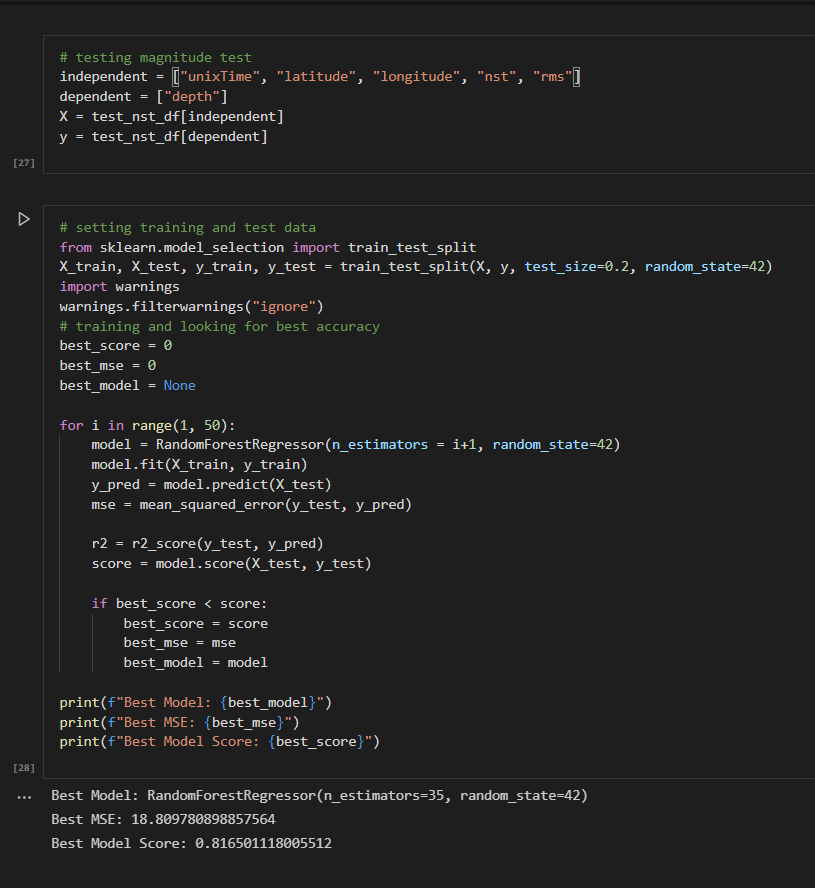 # testing magnitude test
independent = ["unixTime", "latitude", "longitude", "nst", "rms"]
dependent = ["depth"]
X = test_nst_df[independent]
y = test_nst_df[dependent]
[27]
# setting training and test data
from sklearn.model_selection import train_test_split
X_train, X_test, y_train, y_test = train_test_split(X, y, test_size=0.2, random_state=42)
import warnings
warnings.filterwarnings("ignore")
# training and looking for best accuracy
best_score = 0
best_mse = 0
best_model = None
for i in range(1, 50):
    model = RandomForestRegressor(n_estimators = i+1, random_state=42)
    model.fit(X_train, y_train)
    y_pred = model.predict(X_test)
    mse = mean_squared_error(y_test, y_pred)
    r2 = r2_score(y_test, y_pred)
    score = model.score(X_test, y_test)
    if best_score < score:
        best_score = score
        best_mse = mse
        best_model = model
print(f"Best Model: {best_model}")
print(f"Best MSE: {best_mse}")
print(f"Best Model Score: {best_score}")
[28]
... Best Model: RandomForestRegressor(n_estimators=35, random_state=42)
Best MSE: 18.809780898857564
Best Model Score: 0.816501118005512